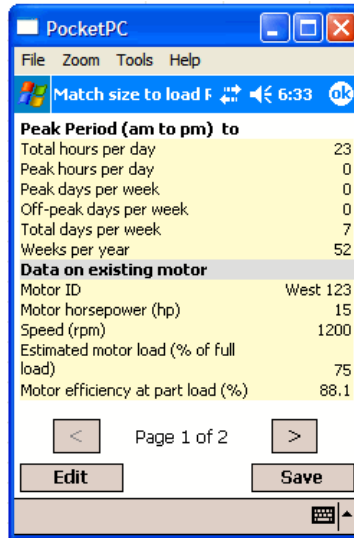 PocketPC
File Zoom Tools Help
Match size to load F 6:33 ok
Peak Period (am to pm) to
Total hours per day 23
Peak hours per day 0
Peak days per week 0
Off-peak days per week 0
Total days per week 7
Weeks per year 52
Data on existing motor
Motor ID West 123
Motor horsepower (hp) 15
Speed (rpm) 1200
Estimated motor load (% of full
load) 75
Motor efficiency at part load (%) 88.1
< Page 1 of 2 >
Edit Save